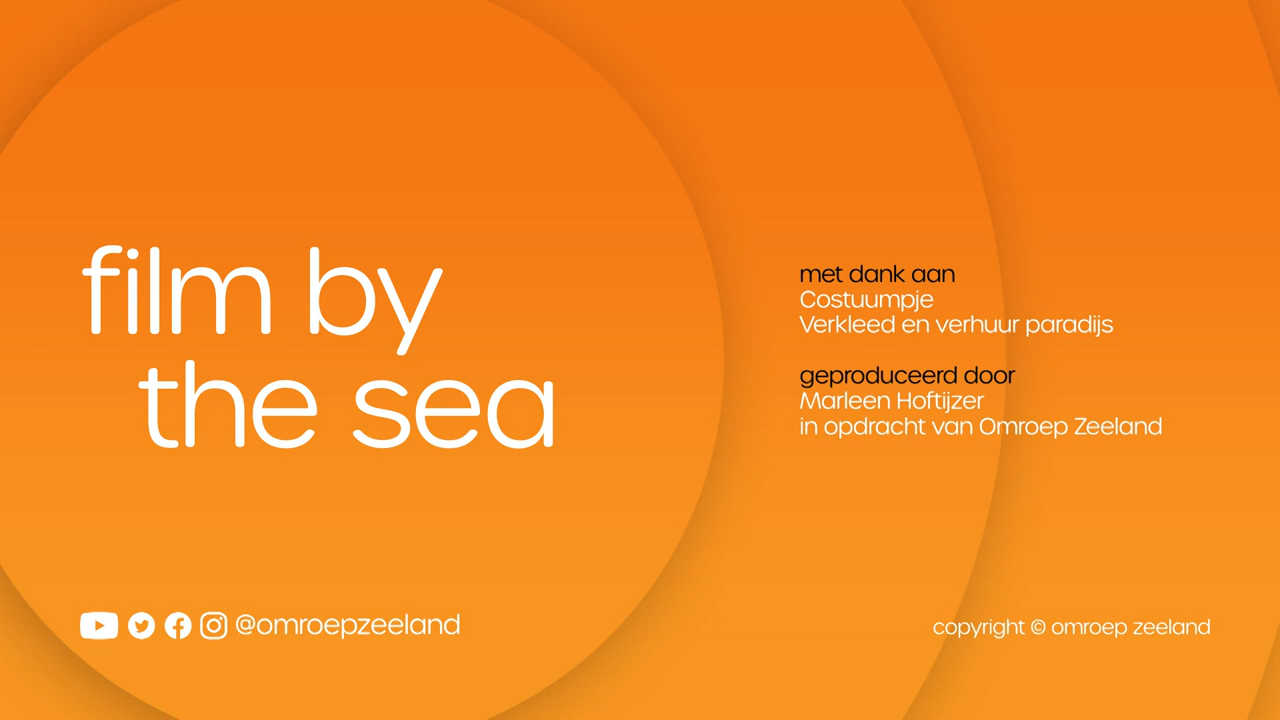 film by
the sea
met dank aan
Costuumpje
Verkleed en verhuur paradijs
geproduceerd door
Marleen Hoftijzer
in opdracht van Omroep Zeeland
@omroepzeeland
copyright © omroep zeeland